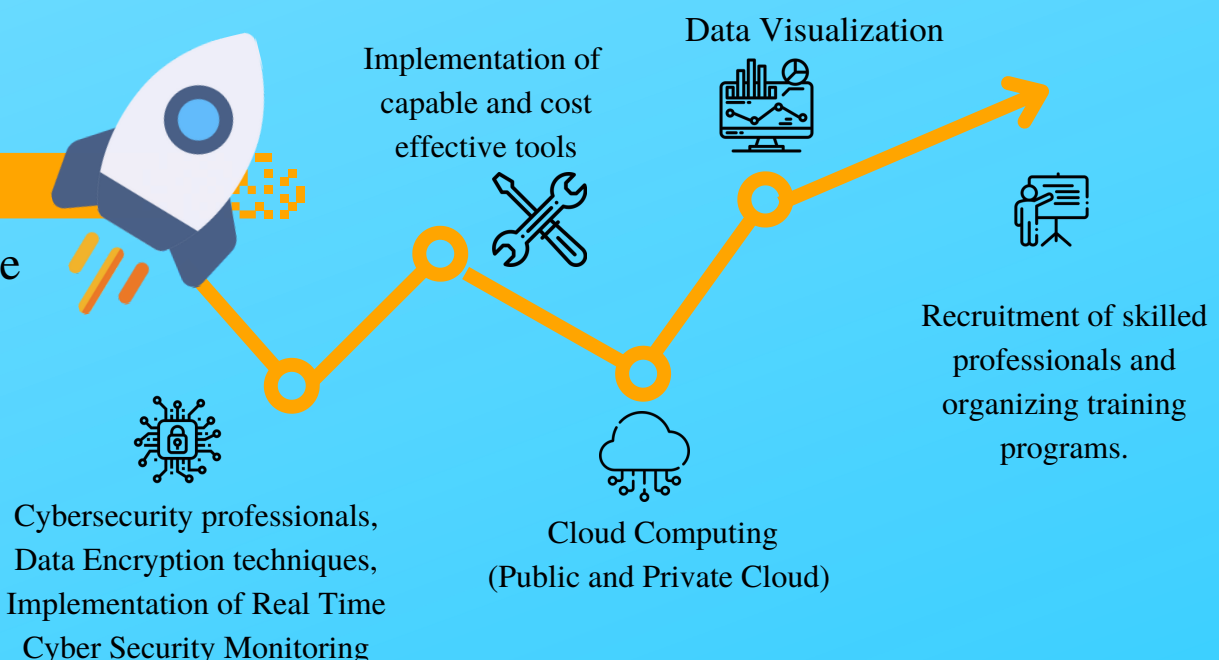 Data Visualization
Implementation of
capable and cost
effective tools
e
Recruitment of skilled
professionals and
organizing training
programs.
Cybersecurity professionals,
Data Encryption techniques,
Implementation of Real Time
Cyber Security Monitoring
Cloud Computing
(Public and Private Cloud)